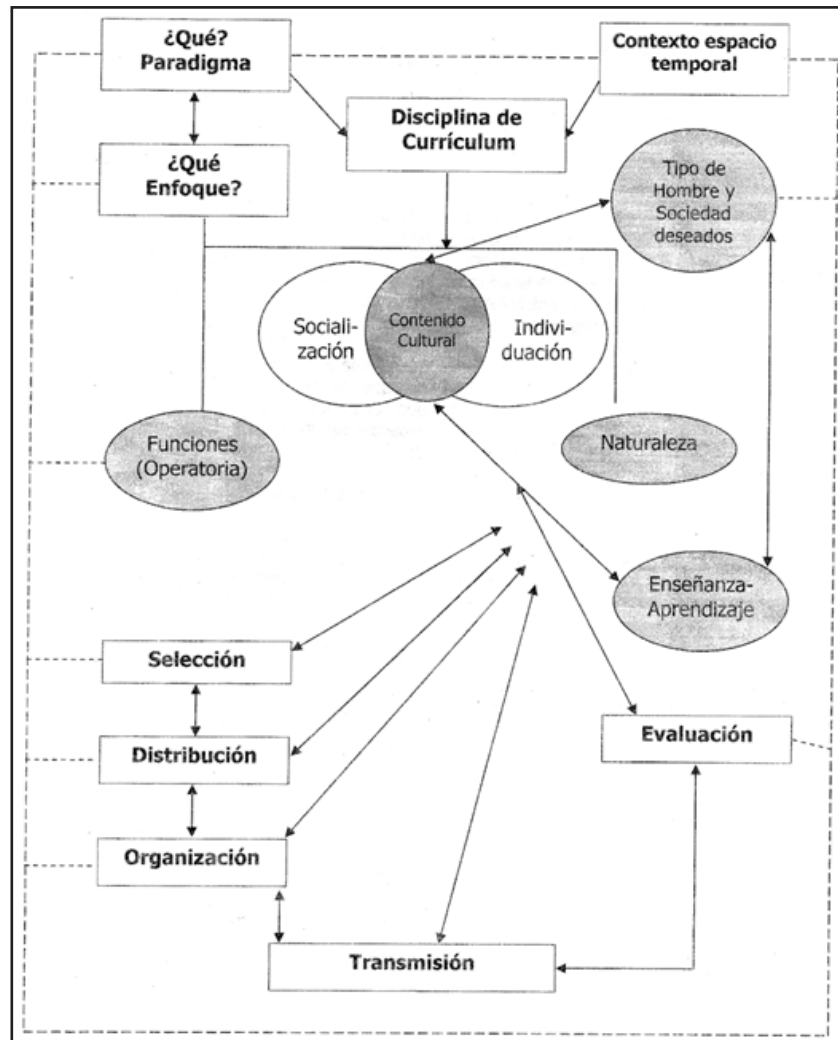 ¿Qué?
Paradigma
Contexto espacio
temporal
Disciplina de
Currículum
¿Qué
Enfoque?
Tipo de
Hombre y
Sociedad
deseados
Sociali-
zación
Contenido
Cultural
Indivi-
duación
Funciones
(Operatoria)
Naturaleza
Enseñanza-
Aprendizaje
Selección
Distribución
Evaluación
Organización
Transmisión